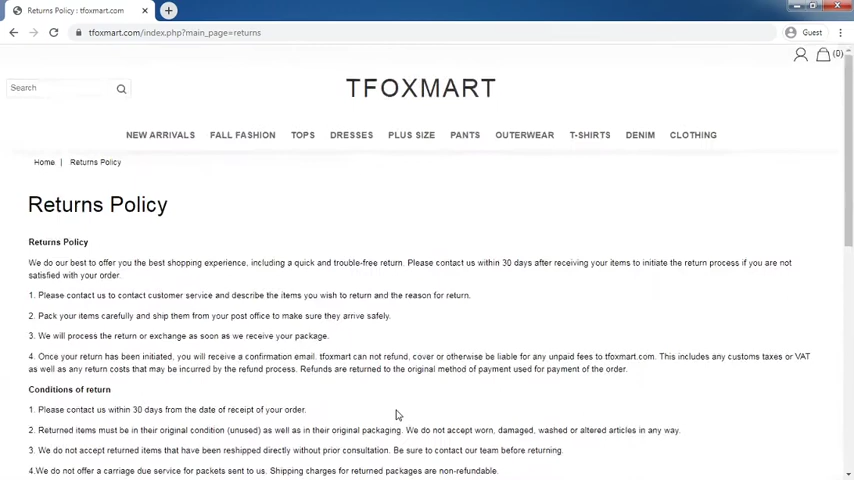 Returns Policy : tfoxmart.com
tfoxmart.com/index.php?main_page=returns
Guest
(0)
Search
TFOXMART
NEW ARRIVALS FALL FASHION TOPS DRESSES PLUS SIZE PANTS OUTERWEAR T-SHIRTS DENIM CLOTHING
Home | Returns Policy
Returns Policy
Returns Policy
We do our best to offer you the best shopping experience, including a quick and trouble-free return. Please contact us within 30 days after receiving your items to initiate the return process if you are not
satisfied with your order.
1. Please contact us to contact customer service and describe the items you wish to return and the reason for return.
2. Pack your items carefully and ship them from your post office to make sure they arrive safely.
3. We will process the return or exchange as soon as we receive your package.
4. Once your return has been initiated, you will receive a confirmation email. tfoxmart can not refund, cover or otherwise be liable for any unpaid fees to tfoxmart.com. This includes any customs taxes or VAT
as well as any return costs that may be incurred by the refund process. Refunds are returned to the original method of payment used for payment of the order.
Conditions of return
1. Please contact us within 30 days from the date of receipt of your order.
2. Returned items must be in their original condition (unused) as well as in their original packaging. We do not accept worn, damaged, washed or altered articles in any way.
3. We do not accept returned items that have been reshipped directly without prior consultation. Be sure to contact our team before returning.
4.We do not offer a carriage due service for packets sent to us. Shipping charges for returned packages are non-refundable.